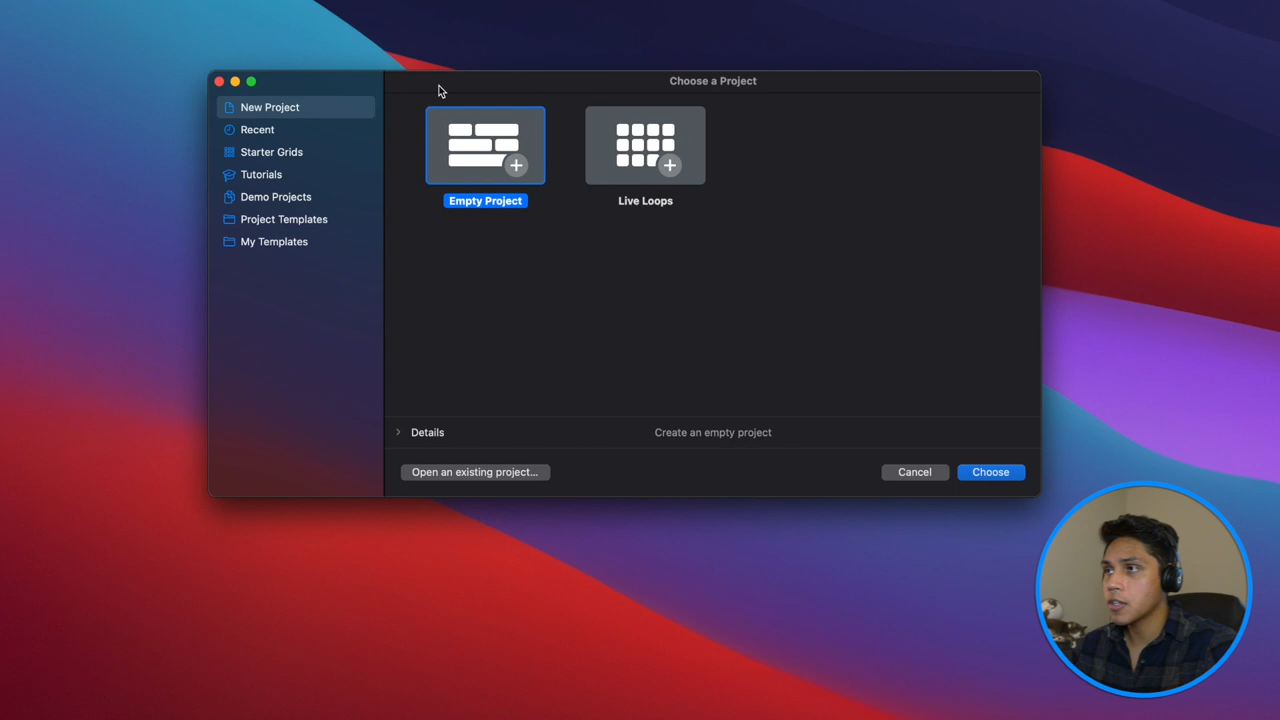 Choose a Project
New Project
Recent
Starter Grids
Tutorials
Demo Projects
Project Templates
My Templates
Empty Project
Live Loops
Details
Create an empty project
Open an existing project...
Cancel
Choose